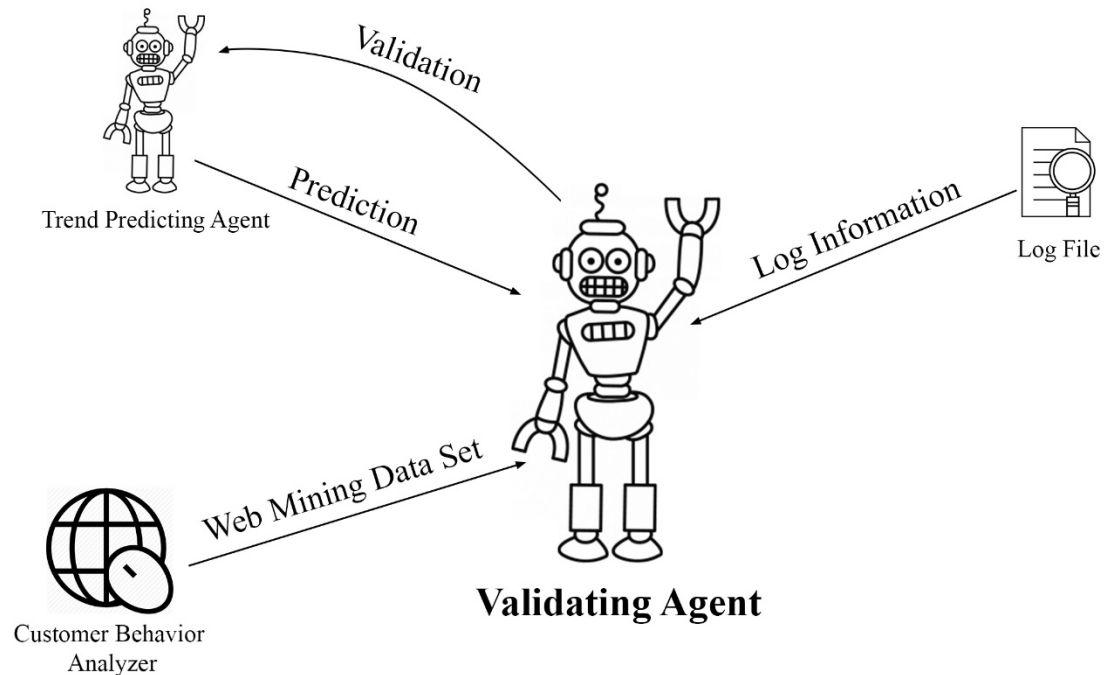 Validation
Prediction
Trend Predicting Agent
Log Information
Log File
Web Mining Data Set
Validating Agent
Customer Behavior
Analyzer